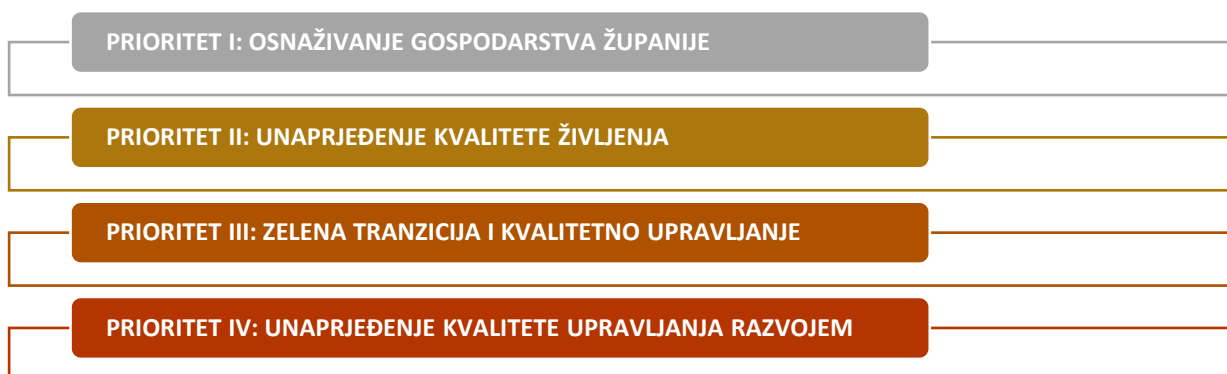 PRIORITET I: OSNAŽIVANJE GOSPODARSTVA ŽUPANIJE
PRIORITET II: UNAPRJEĐENJE KVALITETE ŽIVLJENJA
PRIORITET III: ZELENA TRANZICIJA I KVALITETNO UPRAVLJANJE
PRIORITET IV: UNAPRJEĐENJE KVALITETE UPRAVLJANJA RAZVOJEM